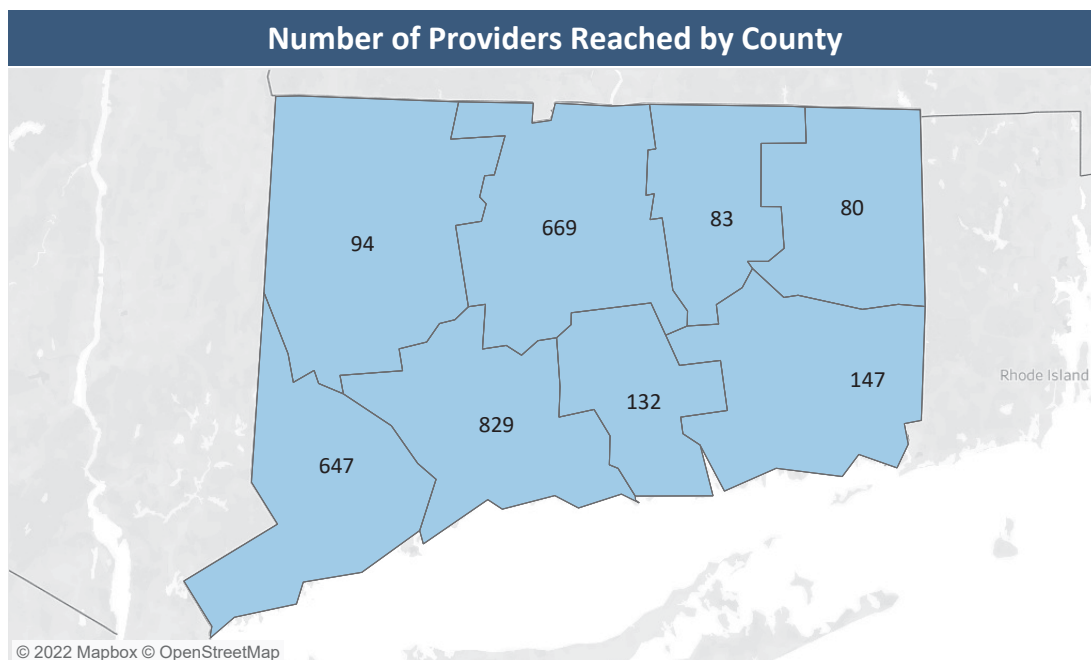 Number of Providers Reached by County
94
669
83
80
647
829
132
147
Rhode Island
© 2022 Mapbox © OpenStreetMap